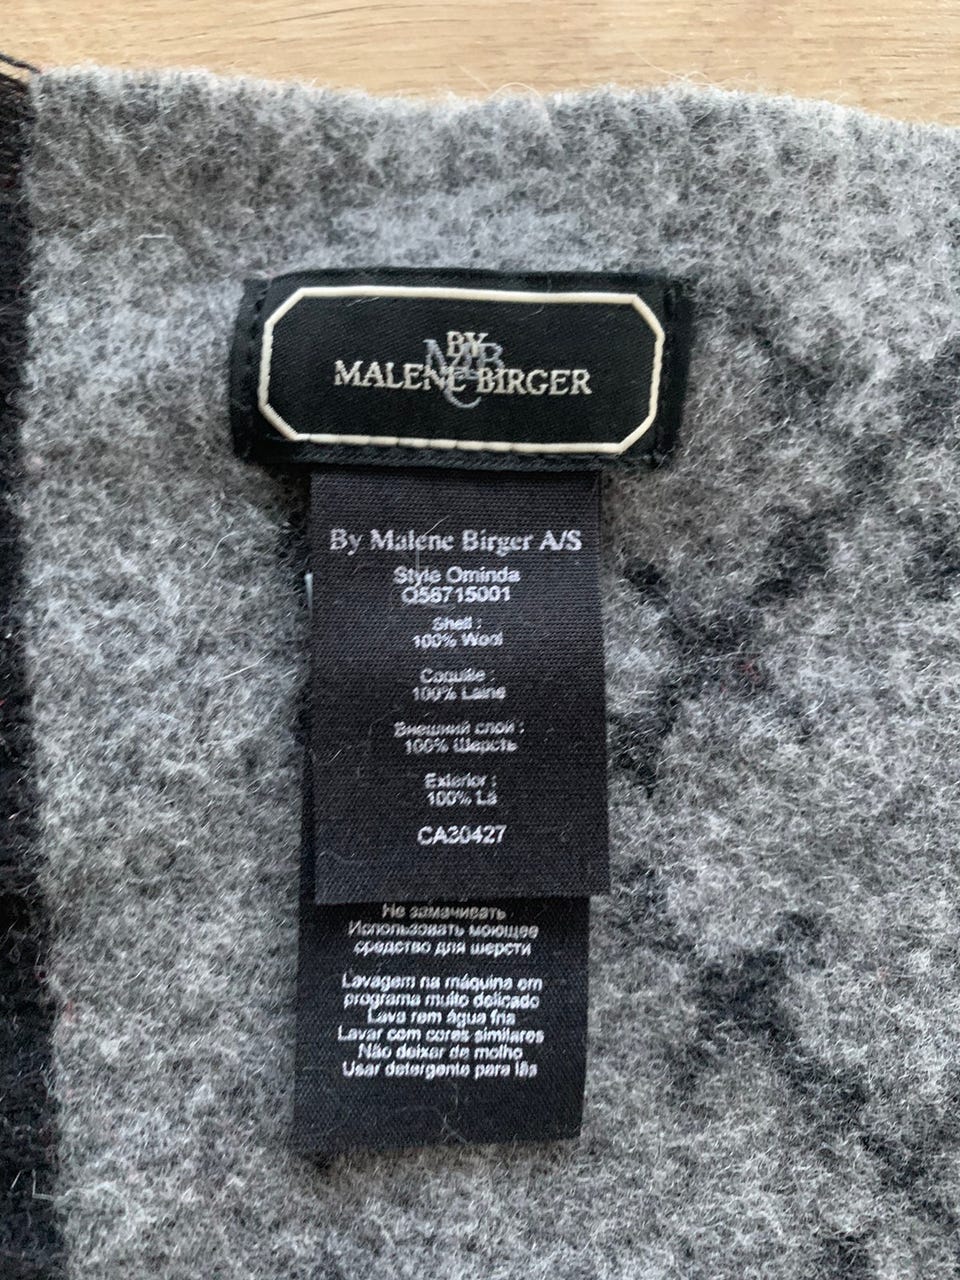 BY
MALENE BIRGER
By Malene Birger A/S
Style Ominda
Q56715001
Shell :
100% Wool
Coquille :
100% Laine
Внешний слой :
100% Шерсть
Exterior :
100% Lã
CA30427
Не замачивать
Использовать моющее
средство для шерсти
Lavagem na máquina em
programa muito delicado
Lava rem água fria
Lavar com cores similares
Não deixar de molho
Usar detergente para lãs